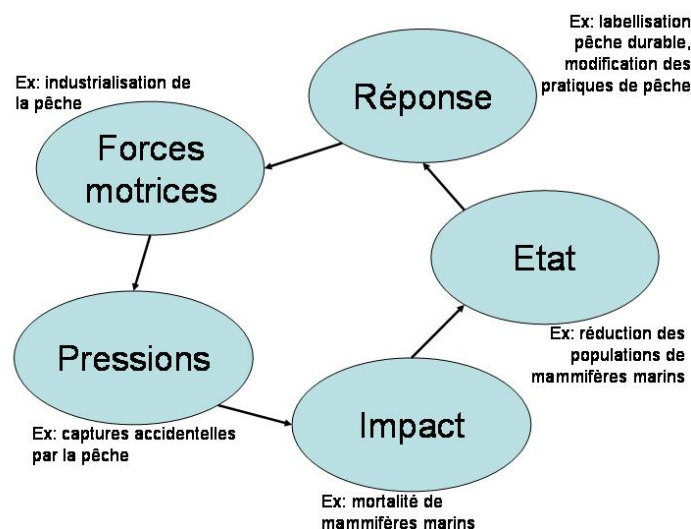 Ex: labellisation
pêche durable,
modification des
pratiques de pêche
Réponse
Ex: industrialisation de
la pêche
Forces
motrices
Etat
Ex: réduction des
populations de
mammifères marins
Pressions
Ex: captures accidentelles
par la pêche
Impact
Ex: mortalité de
mammifères marins